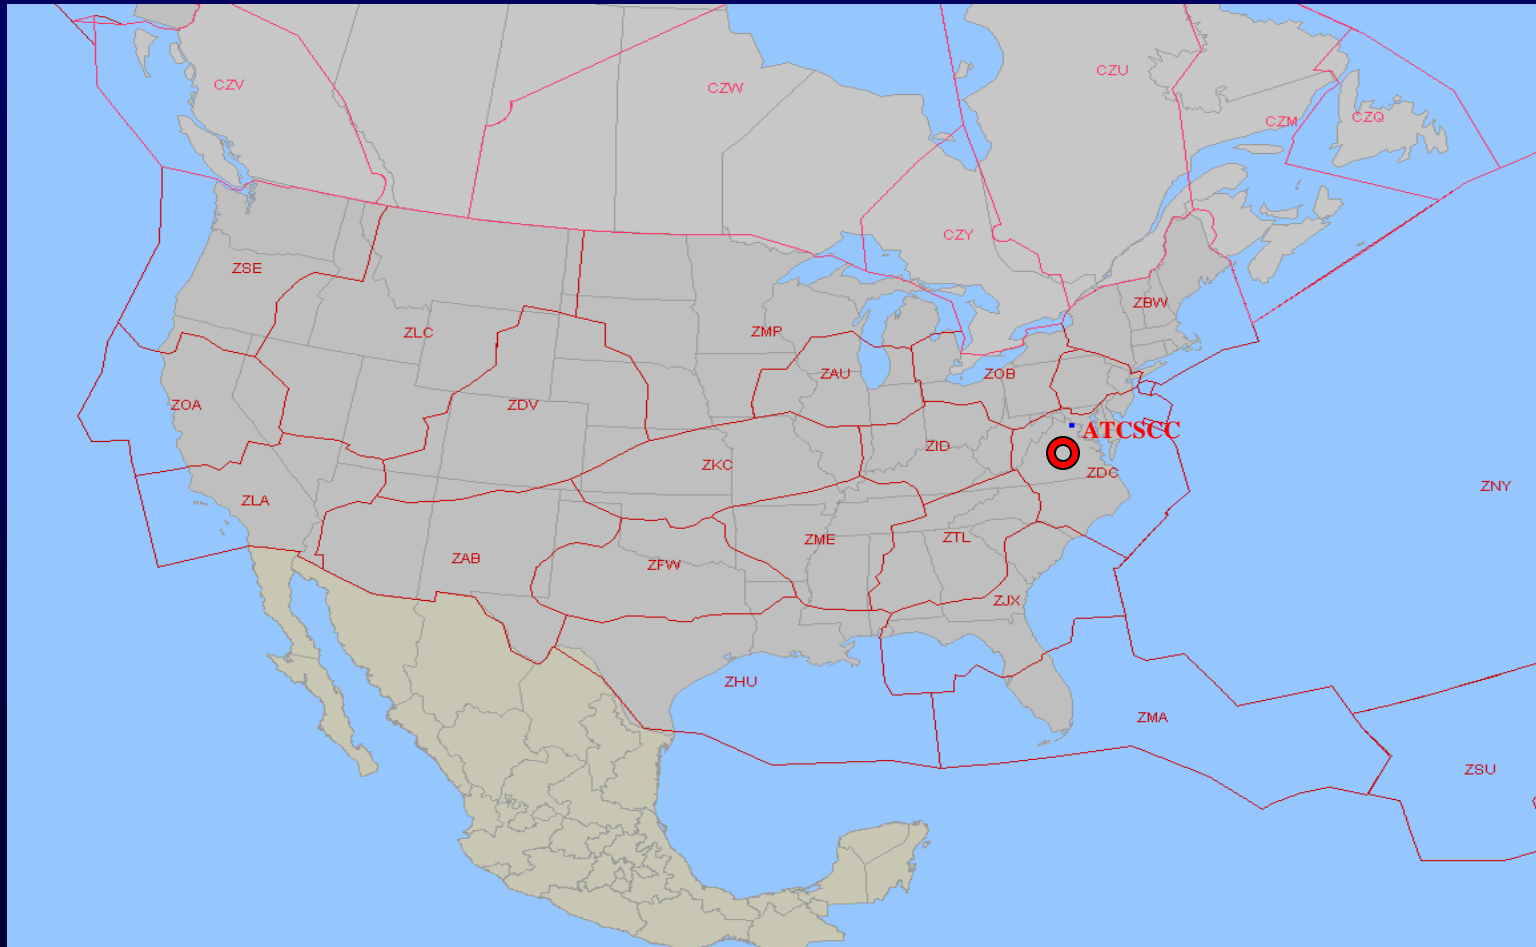 CZV
CZW
CZU
CZM
CZQ
CZY
ZSE
ZBW
ZLC
ZMP
ZAU
ZOB
ZOA
ZDV
ATCSCC
ZID
ZKC
ZDC
ZNY
ZLA
ZME
ZTL
ZAB
ZFW
ZJX
ZHU
ZMA
ZSU